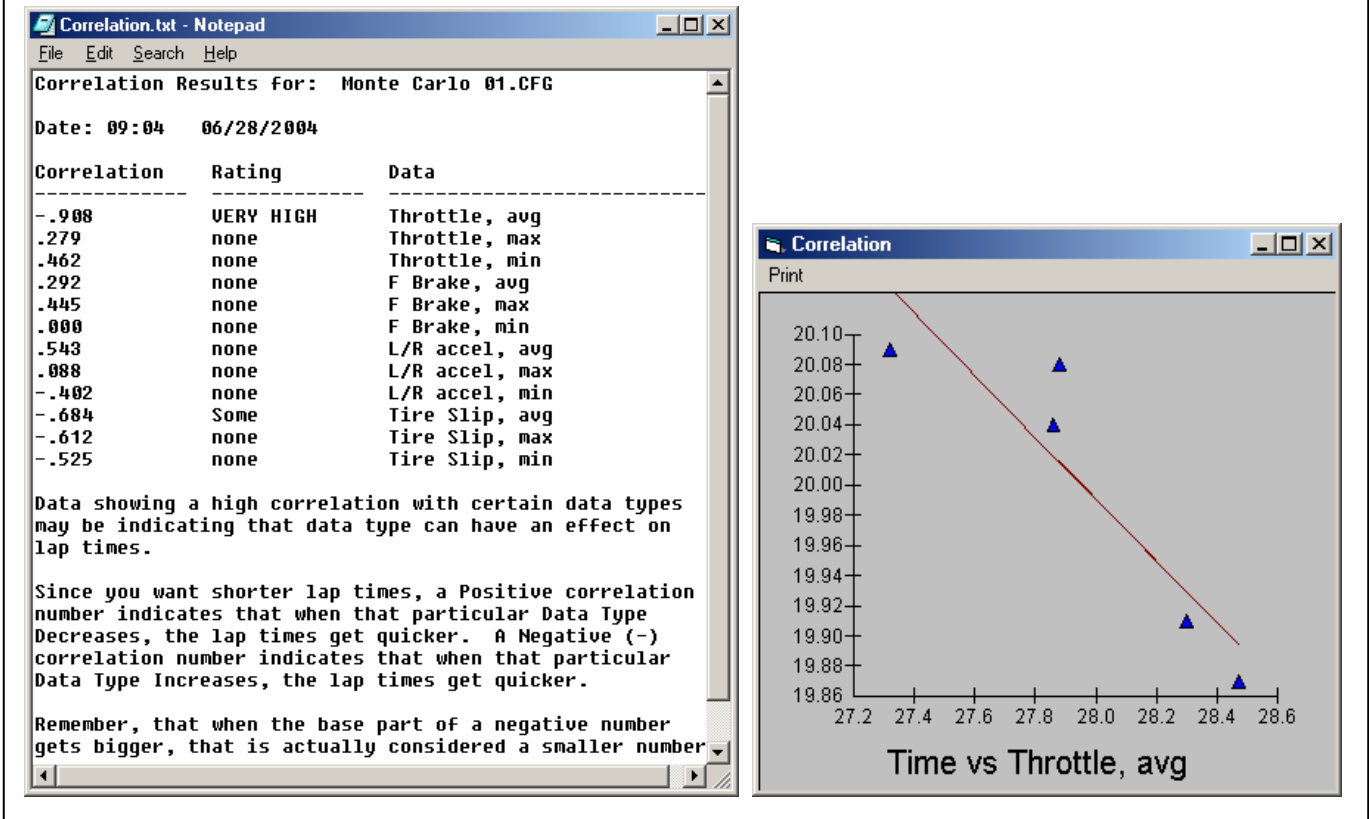 Correlation.txt - Notepad
File Edit Search Help
Correlation Results for: Monte Carlo 01.CFG
Date: 09:04 06/28/2004
Correlation Rating Data
------------- ------------- ---------------------------
-.908 VERY HIGH Throttle, avg
.279 none Throttle, max
.462 none Throttle, min
.292 none F Brake, avg
.445 none F Brake, max
.000 none F Brake, min
.543 none L/R accel, avg
.088 none L/R accel, max
-.402 none L/R accel, min
-.684 Some Tire Slip, avg
-.612 none Tire Slip, max
-.525 none Tire Slip, min
Data showing a high correlation with certain data types
may be indicating that data type can have an effect on
lap times.
Since you want shorter lap times, a Positive correlation
number indicates that when that particular Data Type
Decreases, the lap times get quicker. A Negative (-)
correlation number indicates that when that particular
Data Type Increases, the lap times get quicker.
Remember, that when the base part of a negative number
gets bigger, that is actually considered a smaller number
Correlation
Print
20.10
20.08
20.06
20.04
20.02
20.00
19.98
19.96
19.94
19.92
19.90
19.88
19.86
27.2 27.4 27.6 27.8 28.0 28.2 28.4 28.6
Time vs Throttle, avg